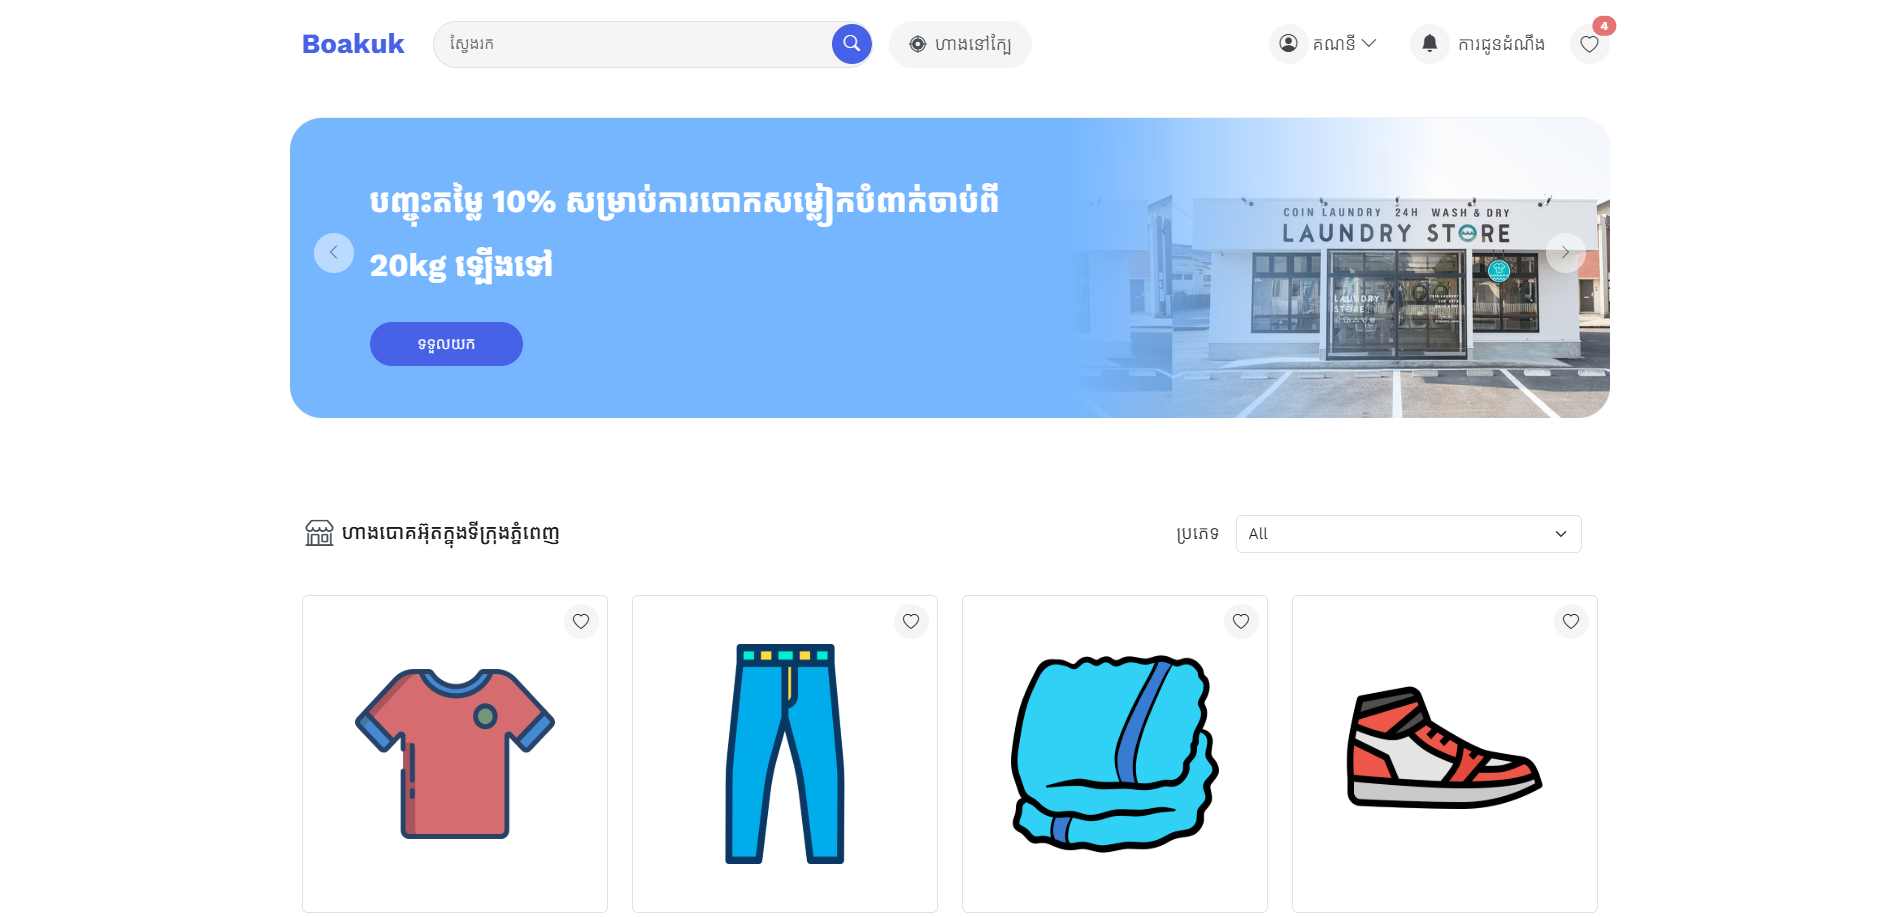 Boakuk
ស្វែងរក
ហាងនៅក្បែ
គណនី
ការជូនដំណឹង
4
បញ្ចុះតម្លៃ 10% សម្រាប់ការបោកសម្លៀកបំពាក់ចាប់ពី
20kg ឡើងទៅ
ទទួលយក
COIN LAUNDRY 24H WASH & DRY
LAUNDRY STORE
LAUNDRY
STORE
ហាងបោគអ៊ុតក្នុងទីក្រុងភ្នំពេញ
ប្រភេទ
All